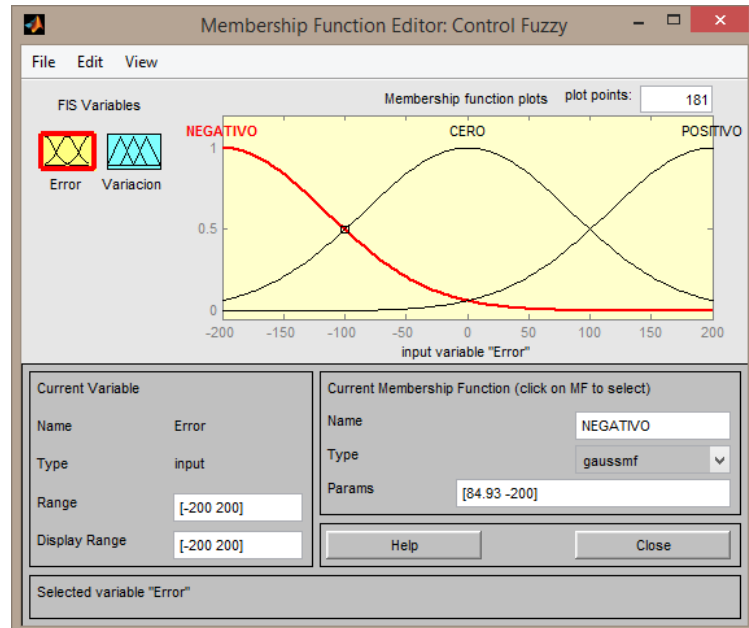 Membership Function Editor: Control Fuzzy
File Edit View
FIS Variables
Membership function plots plot points: 181
NEGATIVO CERO POSITIVO
1
0.5
0
-200 -150 -100 -50 0 50 100 150 200
input variable "Error"
Error Variacion
Current Variable
Name Error
Type input
Range [-200 200]
Display Range [-200 200]
Current Membership Function (click on MF to select)
Name NEGATIVO
Type gaussmf
Params [84.93 -200]
Help Close
Selected variable "Error"